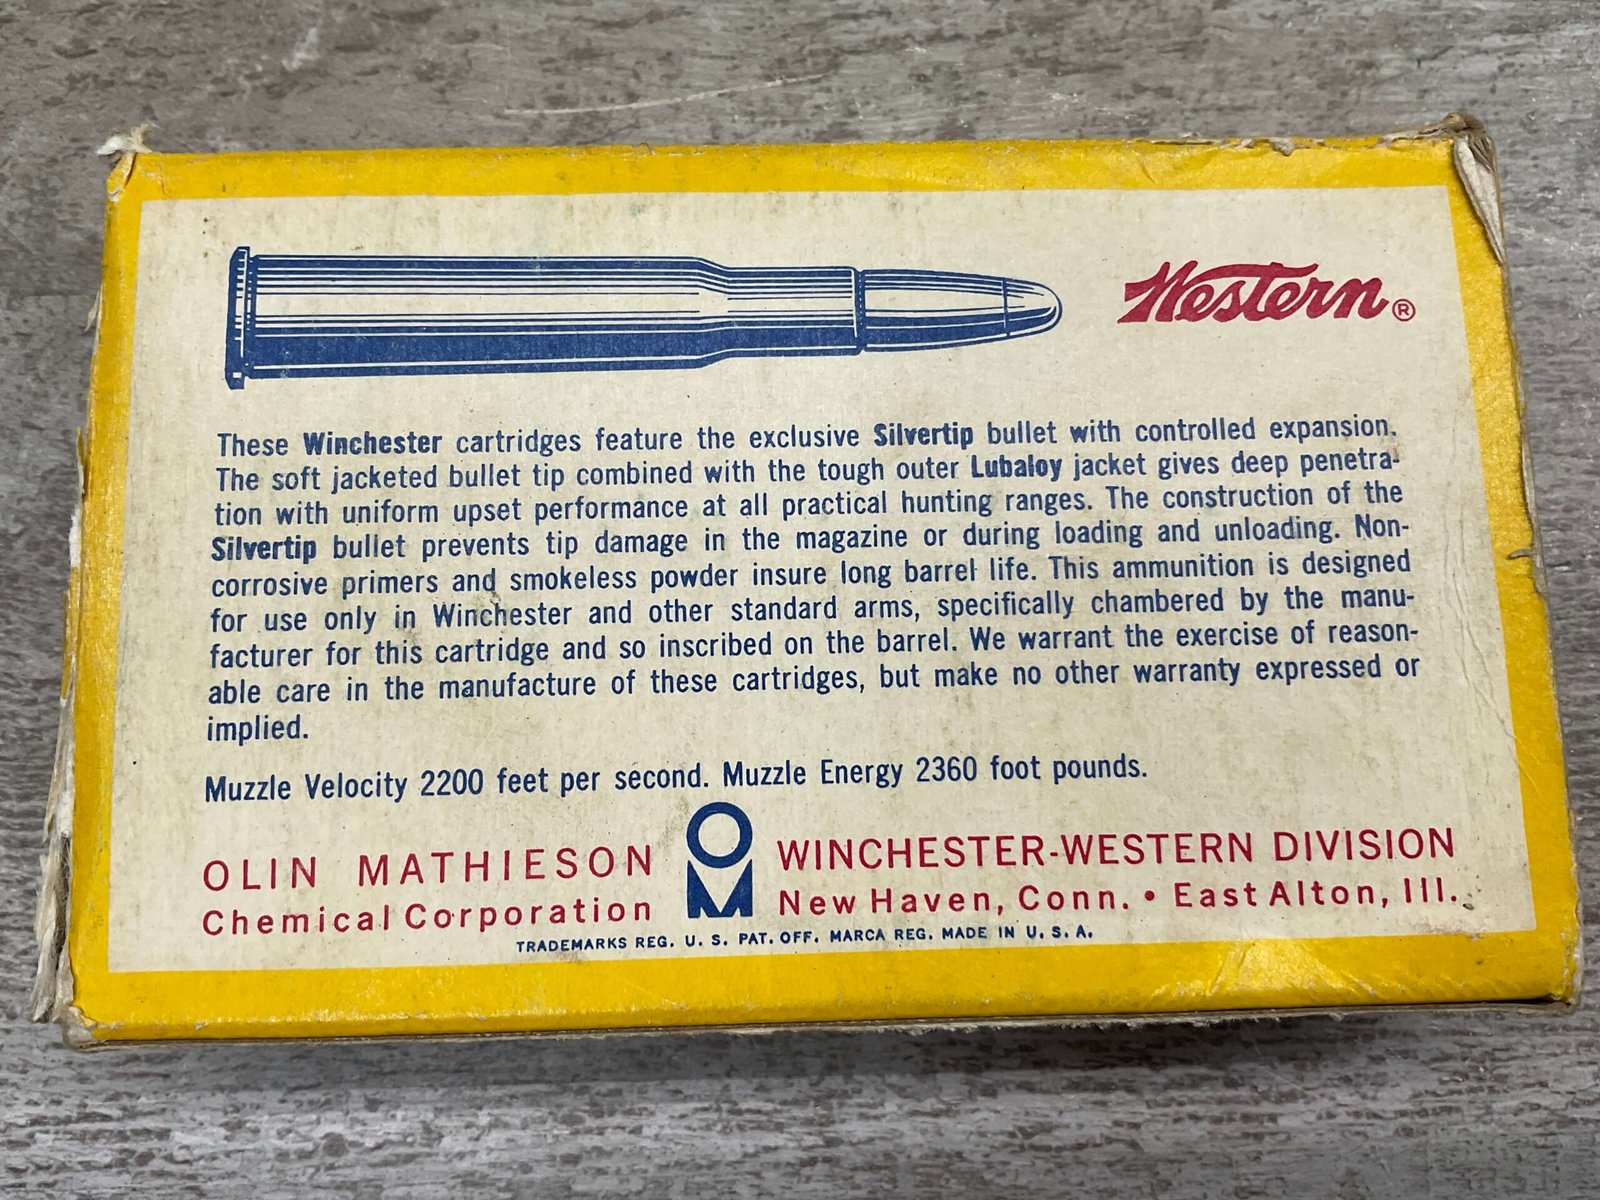 Western®
These Winchester cartridges feature the exclusive Silvertip bullet with controlled expansion.
The soft jacketed bullet tip combined with the tough outer Lubaloy jacket gives deep penetra-
tion with uniform upset performance at all practical hunting ranges. The construction of the
Silvertip bullet prevents tip damage in the magazine or during loading and unloading. Non-
corrosive primers and smokeless powder insure long barrel life. This ammunition is designed
for use only in Winchester and other standard arms, specifically chambered by the manu-
facturer for this cartridge and so inscribed on the barrel. We warrant the exercise of reason-
able care in the manufacture of these cartridges, but make no other warranty expressed or
implied.
Muzzle Velocity 2200 feet per second. Muzzle Energy 2360 foot pounds.
OLIN MATHIESON
Chemical Corporation
OM
WINCHESTER-WESTERN DIVISION
New Haven, Conn. • East Alton, Ill.
TRADEMARKS REG. U. S. PAT. OFF. MARCA REG. MADE IN U. S. A.